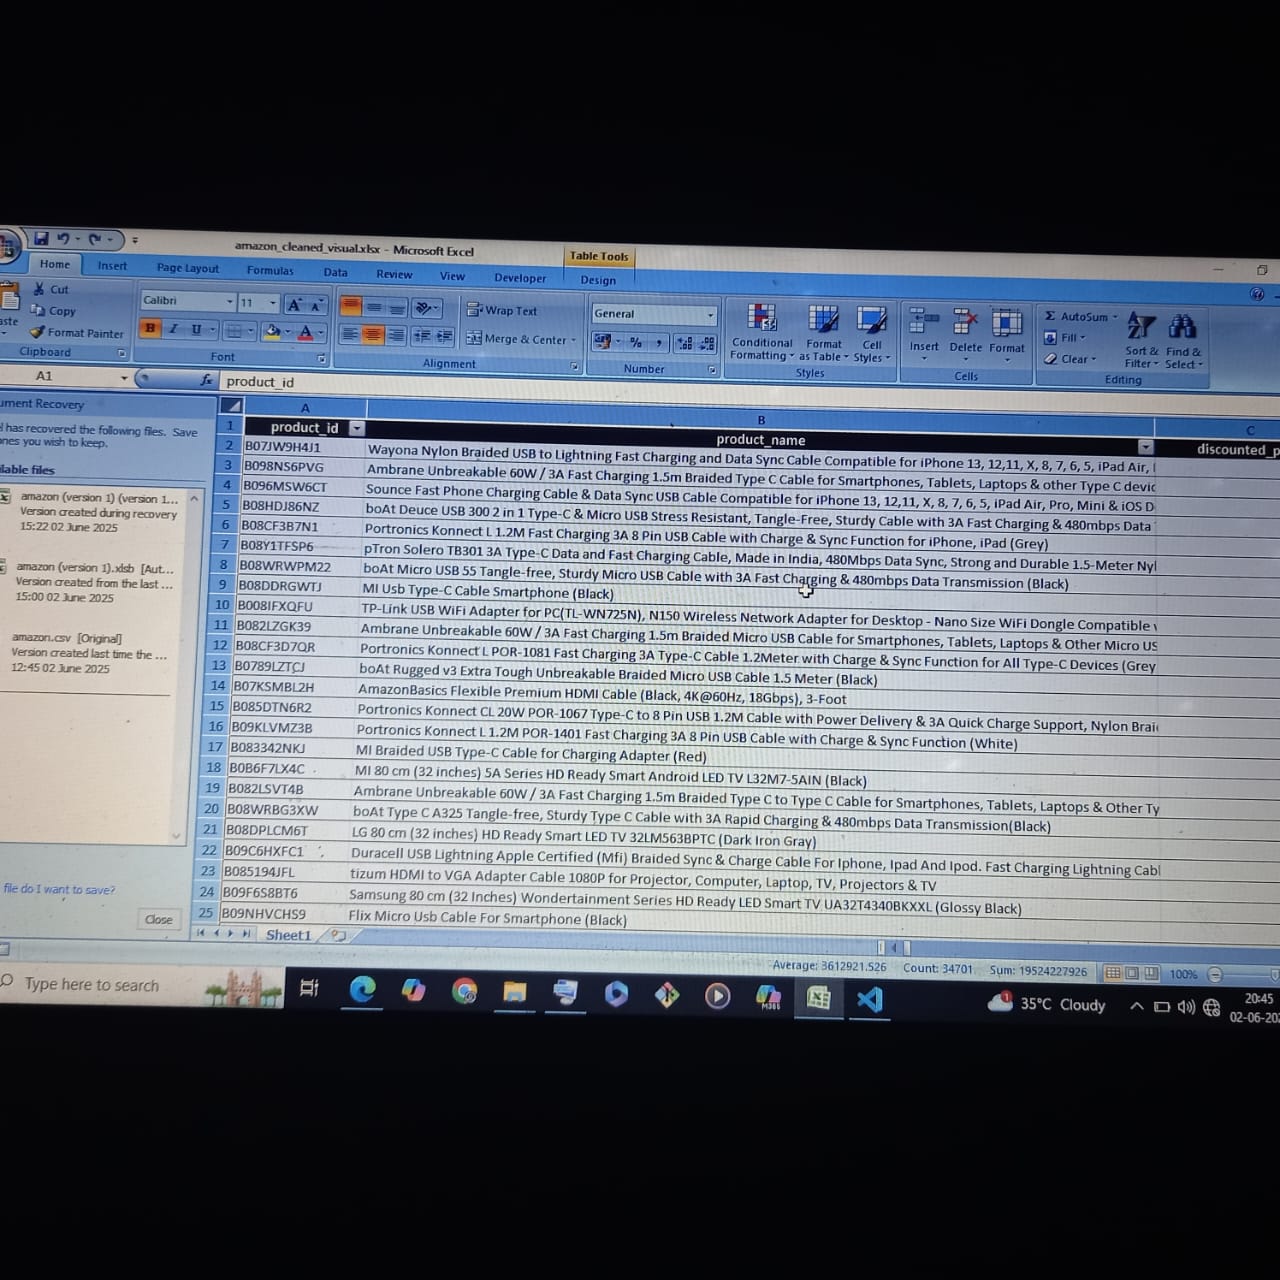 amazon_cleaned_visual.xlsx - Microsoft Excel
Table Tools
Home Insert Page Layout Formulas Data Review View Developer Design
Cut
Copy
Format Painter
Clipboard
Calibri 11
B I U
Font
Wrap Text
Merge & Center
Alignment
General
Number
Conditional Formatting
Format as Table
Cell Styles
Styles
Insert Delete Format
Cells
AutoSum
Fill
Clear
Sort & Filter
Find & Select
Editing
A1
fx product_id
ument Recovery
l has recovered the following files. Save
ones you wish to keep.
lable files
amazon (version 1) (version 1...
Version created during recovery
15:22 02 June 2025
amazon (version 1).xlsb [Aut...
Version created from the last ...
15:00 02 June 2025
amazon.csv [Original]
Version created last time the ...
12:45 02 June 2025
file do I want to save?
Close
A B C
1 product_id product_name discounted_p
2 B07JW9H4J1 Wayona Nylon Braided USB to Lightning Fast Charging and Data Sync Cable Compatible for iPhone 13, 12,11, X, 8, 7, 6, 5, iPad Air,
3 B098NS6PVG Ambrane Unbreakable 60W / 3A Fast Charging 1.5m Braided Type C Cable for Smartphones, Tablets, Laptops & other Type C devic
4 B096MSW6CT Sounce Fast Phone Charging Cable & Data Sync USB Cable Compatible for iPhone 13, 12,11, X, 8, 7, 6, 5, iPad Air, Pro, Mini & iOS D
5 B08HDJ86NZ boAt Deuce USB 300 2 in 1 Type-C & Micro USB Stress Resistant, Tangle-Free, Sturdy Cable with 3A Fast Charging & 480mbps Data
6 B08CF3B7N1 Portronics Konnect L 1.2M Fast Charging 3A 8 Pin USB Cable with Charge & Sync Function for iPhone, iPad (Grey)
7 B08Y1TFSP6 pTron Solero TB301 3A Type-C Data and Fast Charging Cable, Made in India, 480Mbps Data Sync, Strong and Durable 1.5-Meter Nyl
8 B08WRWPM22 boAt Micro USB 55 Tangle-free, Sturdy Micro USB Cable with 3A Fast Charging & 480mbps Data Transmission (Black)
9 B08DDRGWTJ MI Usb Type-C Cable Smartphone (Black)
10 B008IFXQFU TP-Link USB WiFi Adapter for PC(TL-WN725N), N150 Wireless Network Adapter for Desktop - Nano Size WiFi Dongle Compatible
11 B082LZGK39 Ambrane Unbreakable 60W / 3A Fast Charging 1.5m Braided Micro USB Cable for Smartphones, Tablets, Laptops & Other Micro US
12 B08CF3D7QR Portronics Konnect L POR-1081 Fast Charging 3A Type-C Cable 1.2Meter with Charge & Sync Function for All Type-C Devices (Grey
13 B0789LZTCJ boAt Rugged v3 Extra Tough Unbreakable Braided Micro USB Cable 1.5 Meter (Black)
14 B07KSMBL2H AmazonBasics Flexible Premium HDMI Cable (Black, 4K@60Hz, 18Gbps), 3-Foot
15 B085DTN6R2 Portronics Konnect CL 20W POR-1067 Type-C to 8 Pin USB 1.2M Cable with Power Delivery & 3A Quick Charge Support, Nylon Brai
16 B09KLVMZ3B Portronics Konnect L 1.2M POR-1401 Fast Charging 3A 8 Pin USB Cable with Charge & Sync Function (White)
17 B083342NKJ MI Braided USB Type-C Cable for Charging Adapter (Red)
18 B0B6F7LX4C MI 80 cm (32 inches) 5A Series HD Ready Smart Android LED TV L32M7-5AIN (Black)
19 B082LSVT4B Ambrane Unbreakable 60W / 3A Fast Charging 1.5m Braided Type C to Type C Cable for Smartphones, Tablets, Laptops & Other Ty
20 B08WRBG3XW boAt Type C A325 Tangle-free, Sturdy Type C Cable with 3A Rapid Charging & 480mbps Data Transmission(Black)
21 B08DPLCM6T LG 80 cm (32 inches) HD Ready Smart LED TV 32LM563BPTC (Dark Iron Gray)
22 B09C6HXFC1 Duracell USB Lightning Apple Certified (Mfi) Braided Sync & Charge Cable For Iphone, Ipad And Ipod. Fast Charging Lightning Cabl
23 B085194JFL tizum HDMI to VGA Adapter Cable 1080P for Projector, Computer, Laptop, TV, Projectors & TV
24 B09F6S8BT6 Samsung 80 cm (32 Inches) Wondertainment Series HD Ready LED Smart TV UA32T4340BKXXL (Glossy Black)
25 B09NHVCHS9 Flix Micro Usb Cable For Smartphone (Black)
Sheet1
Average: 3612921.526 Count: 34701 Sum: 19524227926 100%
Type here to search
35°C Cloudy
20:45
02-06-20